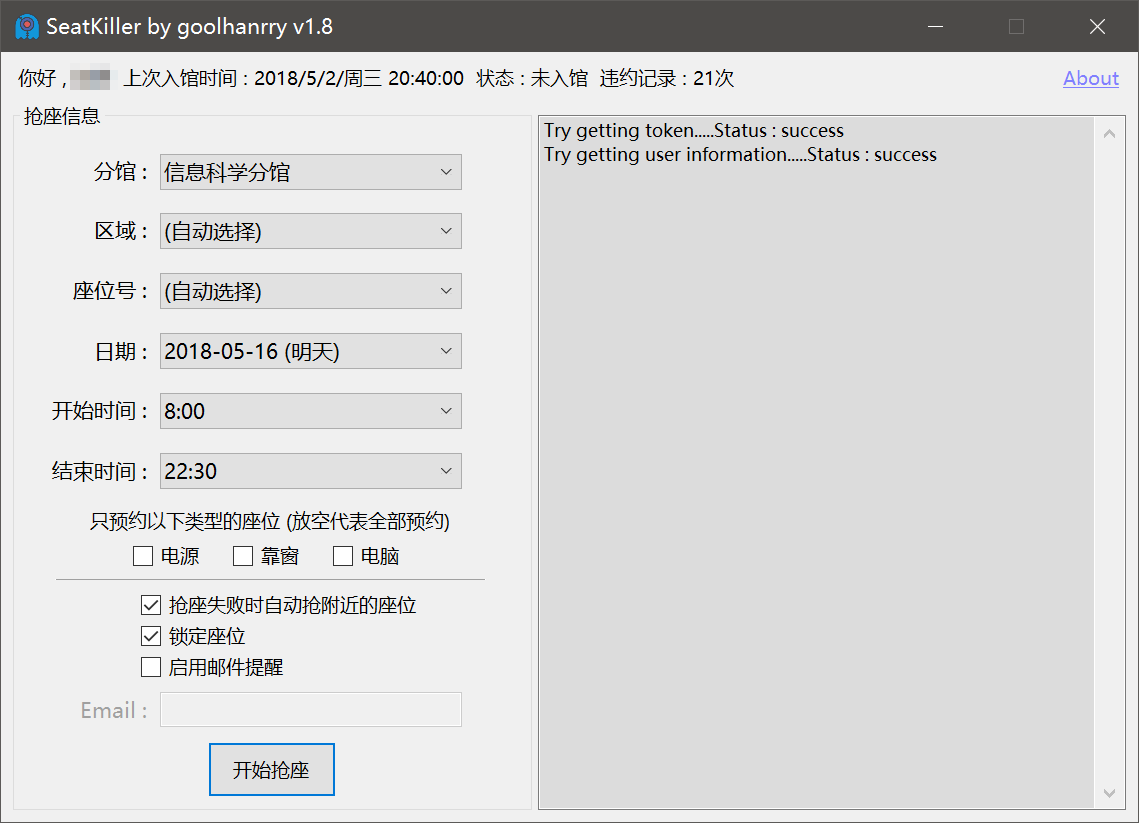 SeatKiller by goolhanrry v1.8
你好 , 上次入馆时间 : 2018/5/2/周三 20:40:00 状态 : 未入馆 违约记录 : 21次 About
抢座信息
分馆 : 信息科学分馆
区域 : (自动选择)
座位号 : (自动选择)
日期 : 2018-05-16 (明天)
开始时间 : 8:00
结束时间 : 22:30
只预约以下类型的座位 (放空代表全部预约)
电源 靠窗 电脑
抢座失败时自动抢附近的座位
锁定座位
启用邮件提醒
Email :
开始抢座
Try getting token.....Status : success
Try getting user information.....Status : success